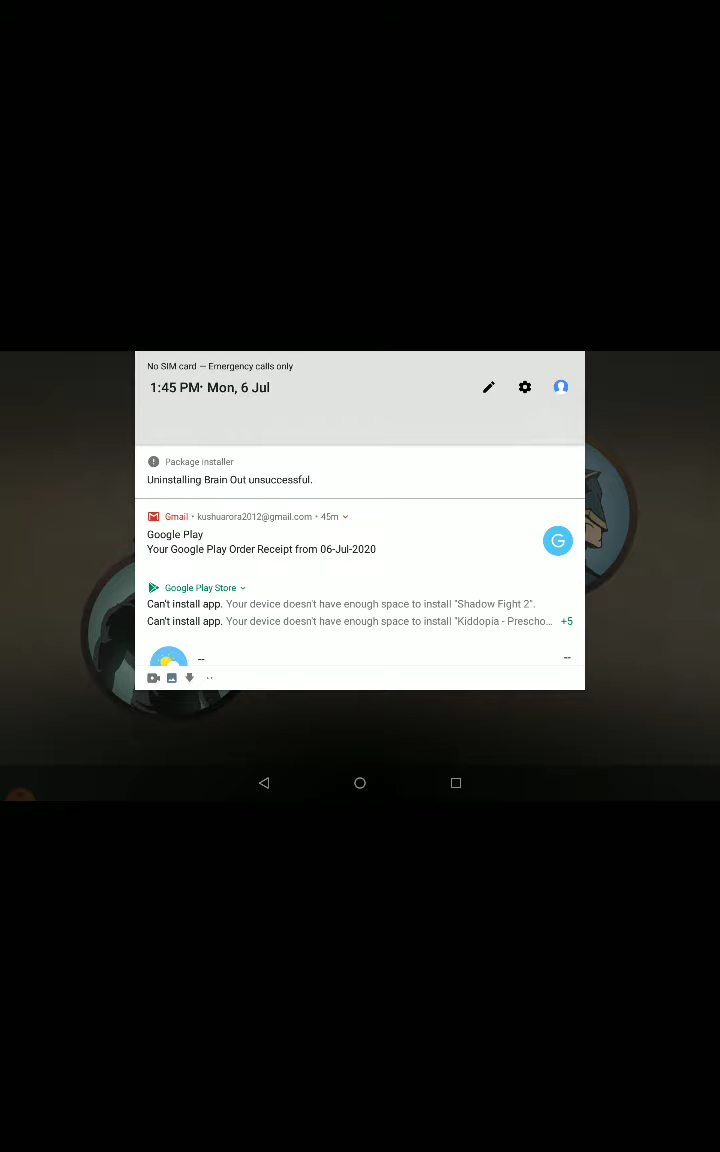 No SIM card — Emergency calls only
1:45 PM· Mon, 6 Jul
Package installer
Uninstalling Brain Out unsuccessful.
Gmail • kushuarora2012@gmail.com • 45m
Google Play
Your Google Play Order Receipt from 06-Jul-2020
G
Google Play Store
Can't install app. Your device doesn't have enough space to install "Shadow Fight 2".
Can't install app. Your device doesn't have enough space to install "Kiddopia - Prescho... +5
-- --